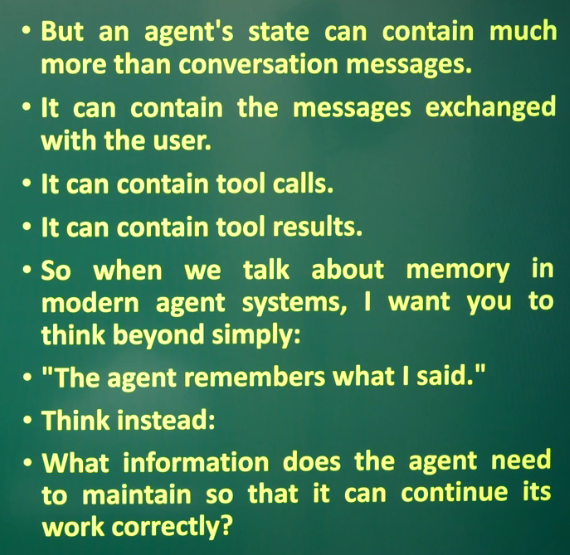 • But an agent's state can contain much
more than conversation messages.
• It can contain the messages exchanged
with the user.
• It can contain tool calls.
• It can contain tool results.
• So when we talk about memory in
modern agent systems, I want you to
think beyond simply:
• "The agent remembers what I said."
• Think instead:
• What information does the agent need
to maintain so that it can continue its
work correctly?